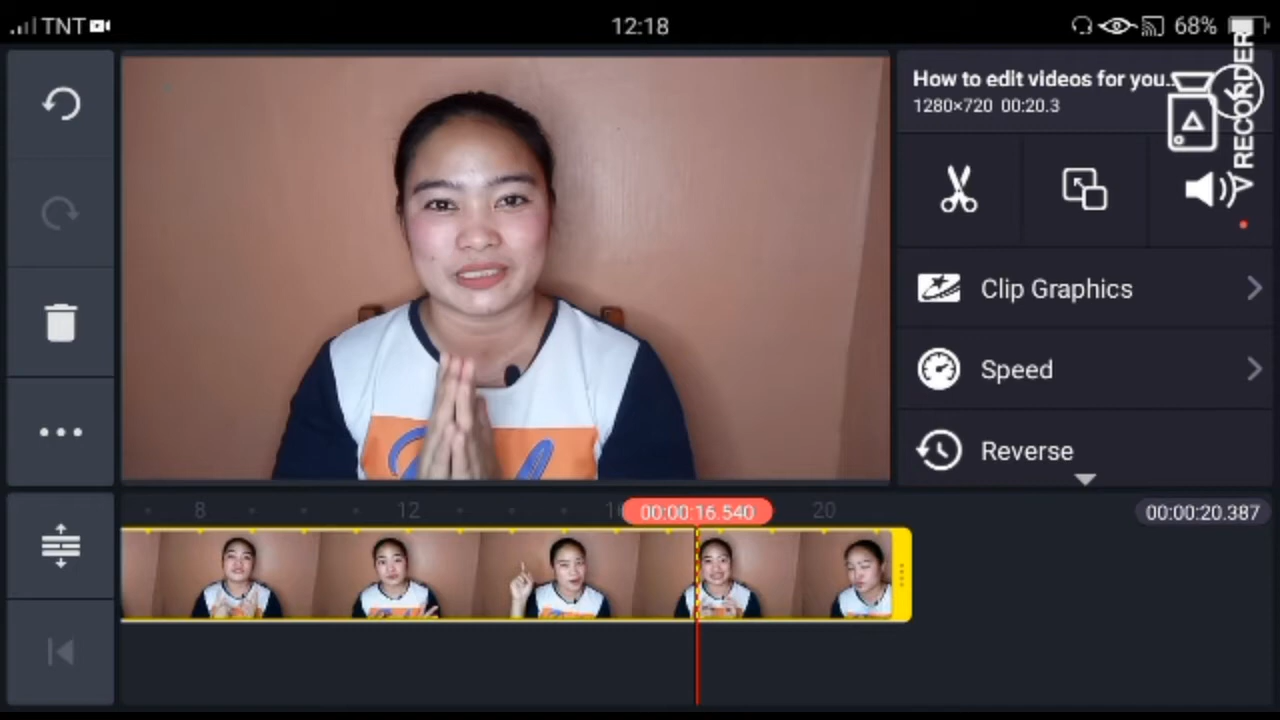 TNT
12:18
68%
How to edit videos for you...
1280×720 00:20.3
RECORDER
Clip Graphics
Speed
Reverse
8
12
00:00:16.540
20
00:00:20.387